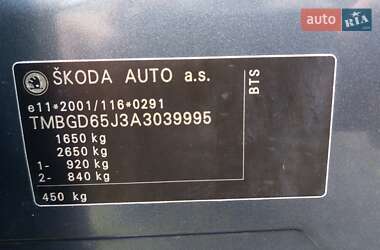 auto RIA
ŠKODA AUTO a.s.
BTS
e11*2001/116*0291
TMBGD65J3A3039995
1650 kg
2650 kg
1- 920 kg
2- 840 kg
450 kg